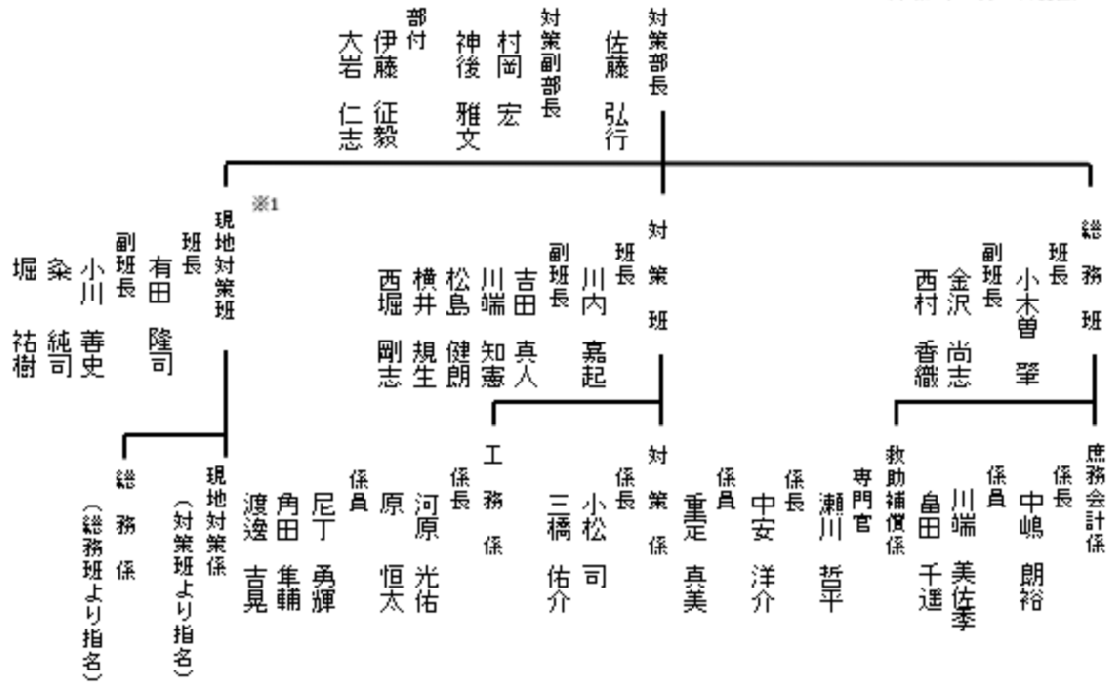 対策部長
佐藤 弘行
対策副部長
村岡 宏
神後 雅文
部付
伊藤 征毅
大岩 仁志
総務班
班長
小木曽 肇
副班長
金沢 尚志
西村 香織
対策班
班長
川内 嘉起
副班長
吉田 真人
川端 知憲
松島 健朗
横井 規生
西堀 剛志
※1
現地対策班
班長
有田 隆司
副班長
小川 善史
粂 純司
堀 祐樹
庶務会計係
係長
中嶋 朗裕
係員
川端 美佐季
畠田 千遥
救助補償係
専門官
瀬川 哲平
係長
中安 洋介
係員
重定 真美
対策係
係長
小松 司
三橋 佑介
工務係
係長
河原 光佑
原 恒太
係員
尼丁 勇輝
角田 隼輔
渡邊 吉晃
現地対策係
（対策班より指名）
総務係
（総務班より指名）